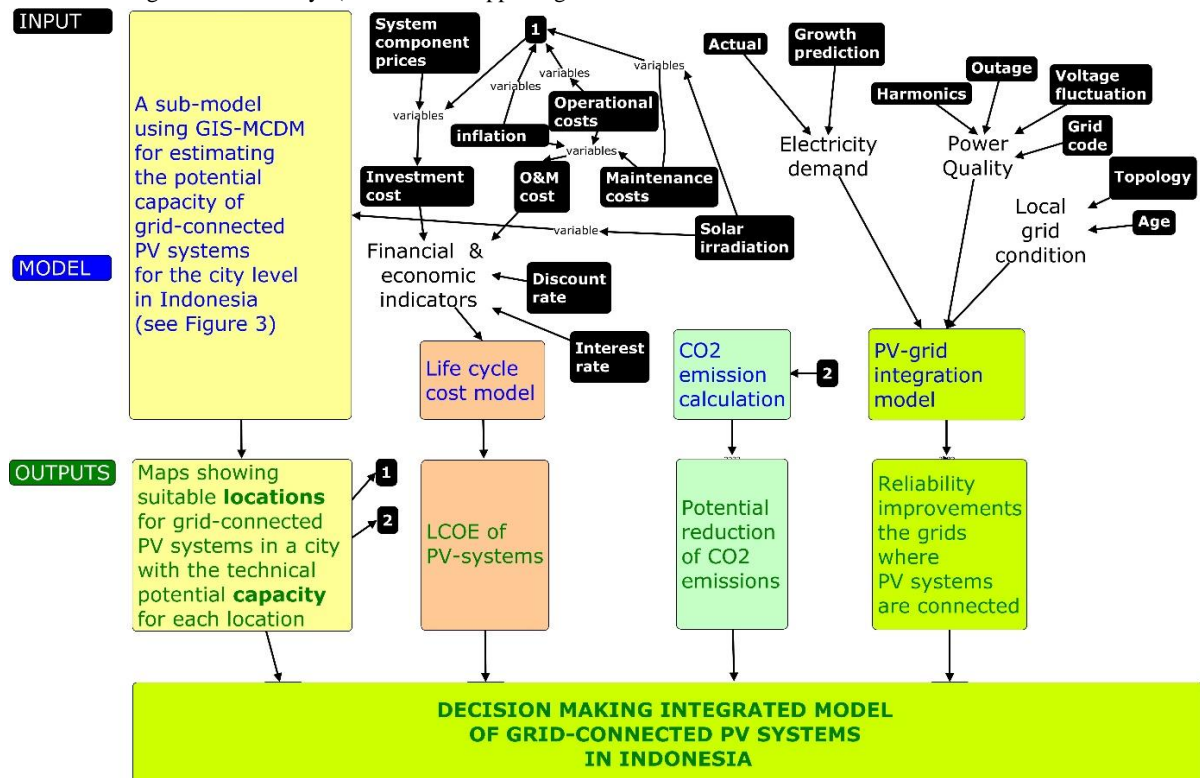 INPUT
MODEL
OUTPUTS
A sub-model
using GIS-MCDM
for estimating
the potential
capacity of
grid-connected
PV systems
for the city level
in Indonesia
(see Figure 3)
System
component
prices
1
variables
variables
variables
variables
inflation
Operational
costs
variables
Investment
cost
O&M
cost
Maintenance
costs
variable
Solar
irradiation
Financial &
economic
indicators
Discount
rate
Interest
rate
Actual
Growth
prediction
Electricity
demand
Harmonics
Outage
Voltage
fluctuation
Grid
code
Power
Quality
Topology
Age
Local
grid
condition
Life cycle
cost model
CO2
emission
calculation
2
PV-grid
integration
model
Maps showing
suitable locations
for grid-connected
PV systems in a city
with the technical
potential capacity
for each location
1
2
LCOE of
PV-systems
Potential
reduction
of CO2
emissions
Reliability
improvements
the grids
where
PV systems
are connected
DECISION MAKING INTEGRATED MODEL
OF GRID-CONNECTED PV SYSTEMS
IN INDONESIA